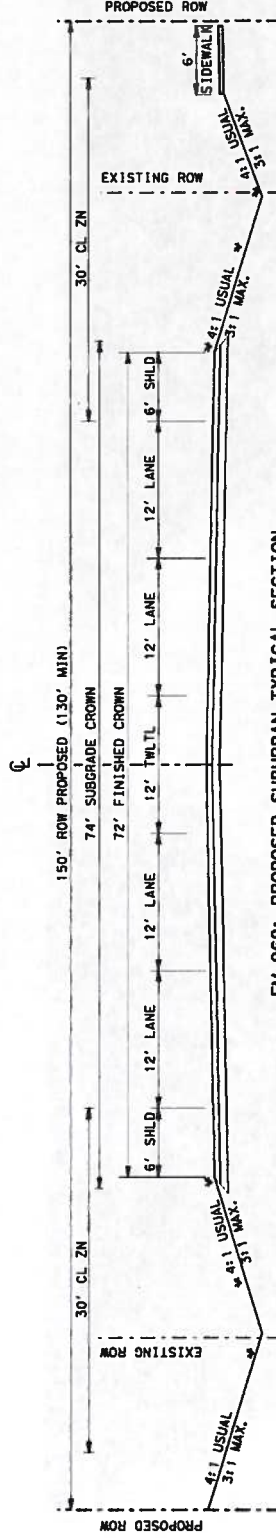 PROPOSED ROW
℄
150' ROW PROPOSED (130' MIN)
74' SUBGRADE CROWN
72' FINISHED CROWN
30' CL ZN
30' CL ZN
6' SHLD
12' LANE
12' LANE
12' TWLTL
12' LANE
12' LANE
6' SHLD
EXISTING ROW
EXISTING ROW
6'
SIDEWALK
PROPOSED ROW
4:1 USUAL
3:1 MAX.
* 4:1 USUAL
3:1 MAX.
4:1 USUAL
3:1 MAX.
4:1 USUAL
3:1 MAX.
PROPOSED SUBURBAN TYPICAL SECTION